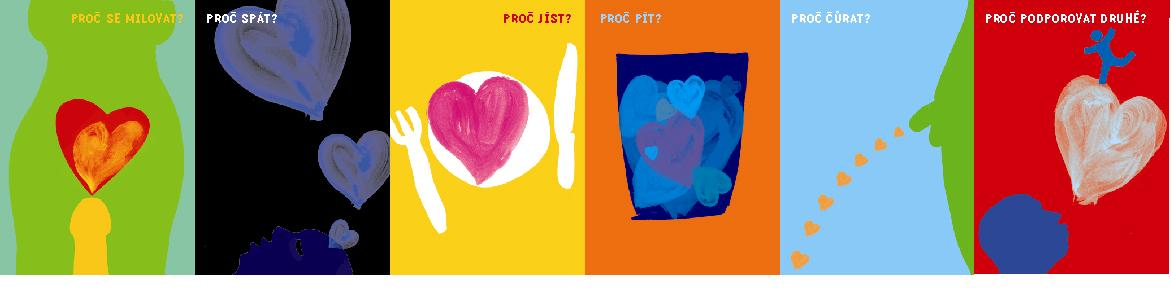 PROČ SE MILOVAT?
PROČ SPÁT?
PROČ JÍST?
PROČ PÍT?
PROČ ČŮRAT?
PROČ PODPOROVAT DRUHÉ?